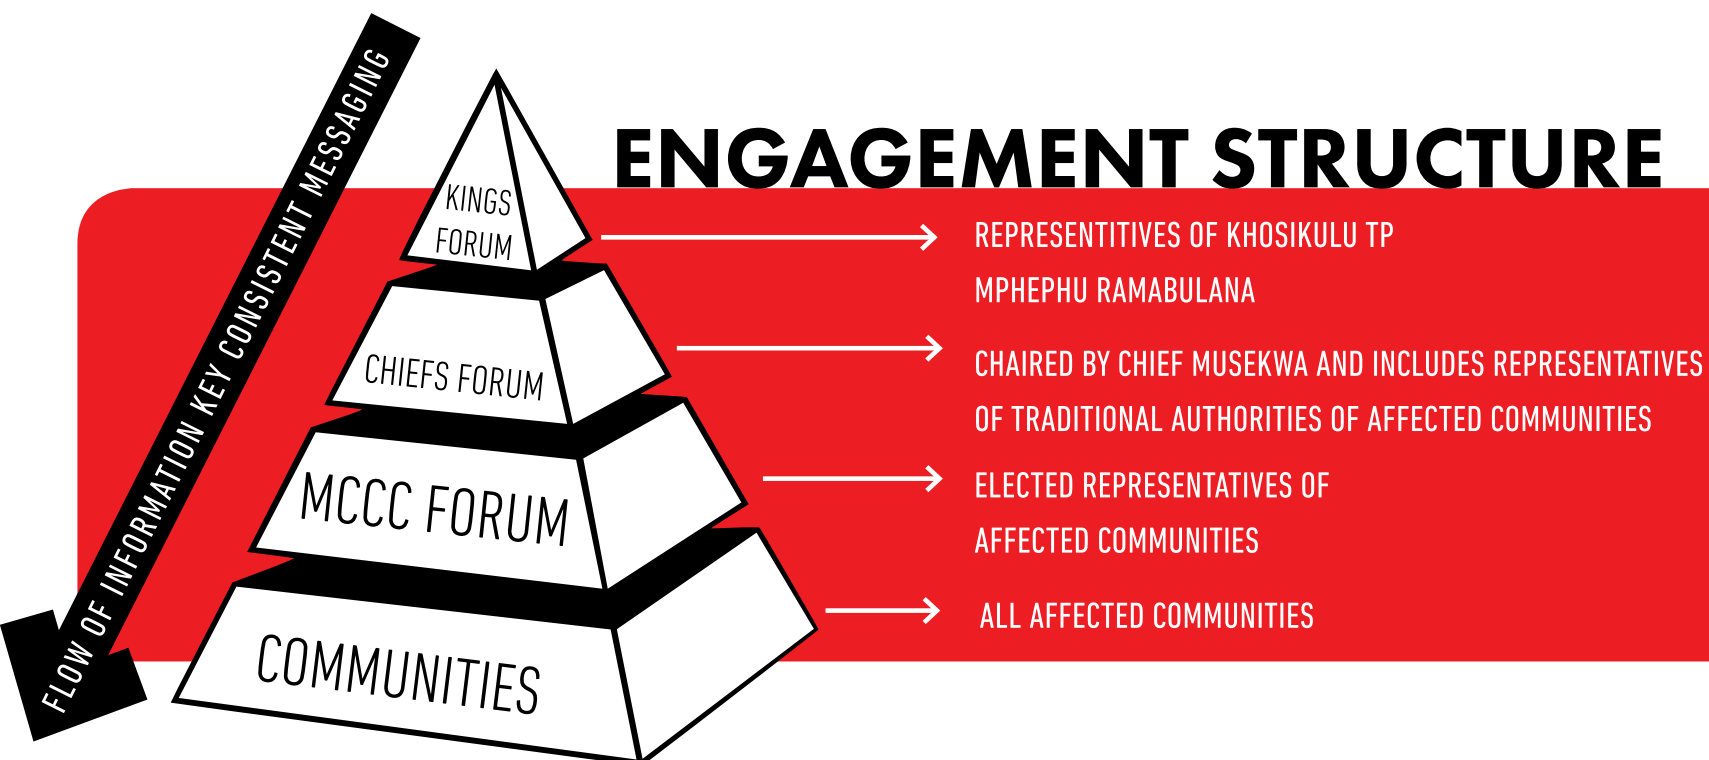 FLOW OF INFORMATION KEY CONSISTENT MESSAGING
ENGAGEMENT STRUCTURE
KINGS
FORUM
REPRESENTITIVES OF KHOSIKULU TP
MPHEPHU RAMABULANA
CHIEFS FORUM
CHAIRED BY CHIEF MUSEKWA AND INCLUDES REPRESENTATIVES
OF TRADITIONAL AUTHORITIES OF AFFECTED COMMUNITIES
MCCC FORUM
ELECTED REPRESENTATIVES OF
AFFECTED COMMUNITIES
COMMUNITIES
ALL AFFECTED COMMUNITIES